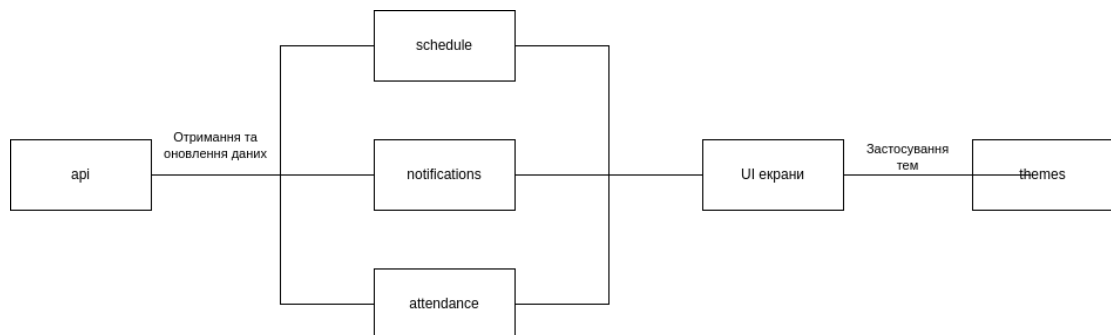 schedule
Отримання та
оновлення даних
api
notifications
UI екрани
Застосування
тем
themes
attendance